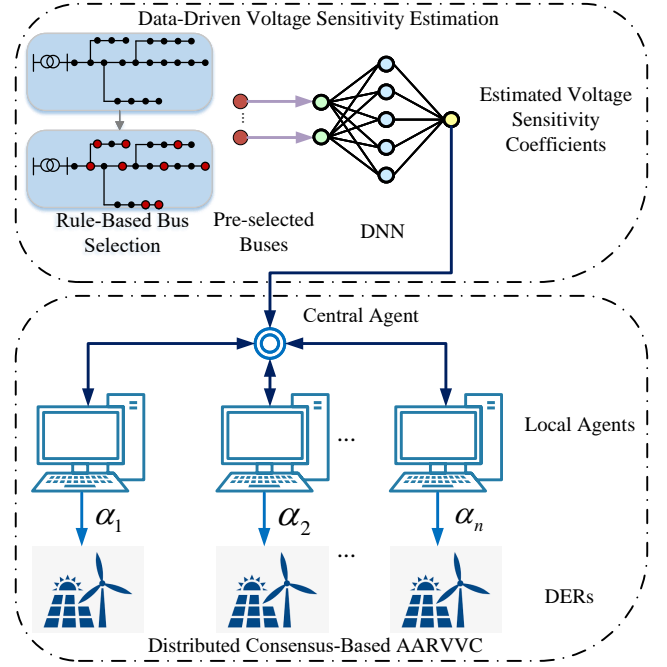 Data-Driven Voltage Sensitivity Estimation
Estimated Voltage
Sensitivity
Coefficients
Rule-Based Bus
Selection
Pre-selected
Buses
DNN
Central Agent
Local Agents
...
α1
α2
αn
...
DERs
Distributed Consensus-Based AARVVC